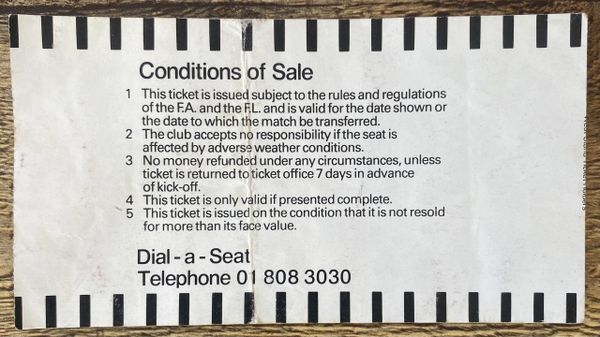 Conditions of Sale
1 This ticket is issued subject to the rules and regulations
of the F.A. and the F.L. and is valid for the date shown or
the date to which the match be transferred.
2 The club accepts no responsibility if the seat is
affected by adverse weather conditions.
3 No money refunded under any circumstances, unless
ticket is returned to ticket office 7 days in advance
of kick-off.
4 This ticket is only valid if presented complete.
5 This ticket is issued on the condition that it is not resold
for more than its face value.
Dial - a - Seat
Telephone 01 808 3030